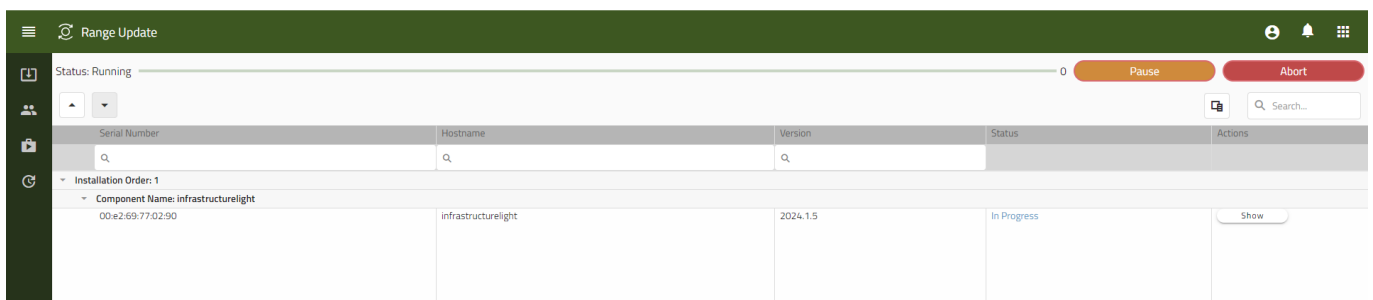 Range Update
Status: Running 0 Pause Abort
Search...
Serial Number Hostname Version Status Actions
Installation Order: 1
Component Name: infrastructurelight
00:e2:69:77:02:90 infrastructurelight 2024.1.5 In Progress Show